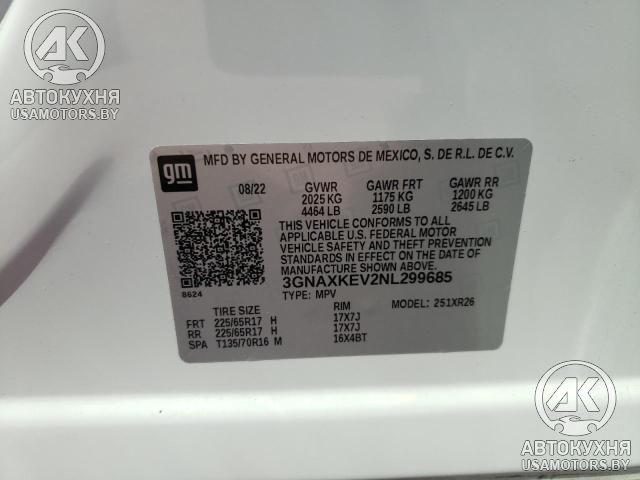 AK
АВТОКУХНЯ
USAMOTORS.BY
gm
MFD BY GENERAL MOTORS DE MEXICO, S. DE R.L. DE C.V.
08/22 GVWR GAWR FRT GAWR RR
2025 KG 1175 KG 1200 KG
4464 LB 2590 LB 2645 LB
THIS VEHICLE CONFORMS TO ALL
APPLICABLE U.S. FEDERAL MOTOR
VEHICLE SAFETY AND THEFT PREVENTION
STANDARDS IN EFFECT ON THE DATE OF
MANUFACTURE SHOWN ABOVE.
3GNAXKEV2NL299685
8624
TYPE: MPV MODEL: 251XR26
TIRE SIZE RIM
FRT 225/65R17 H 17X7J
RR 225/65R17 H 17X7J
SPA T135/70R16 M 16X4BT
AK
АВТОКУХНЯ
USAMOTORS.BY